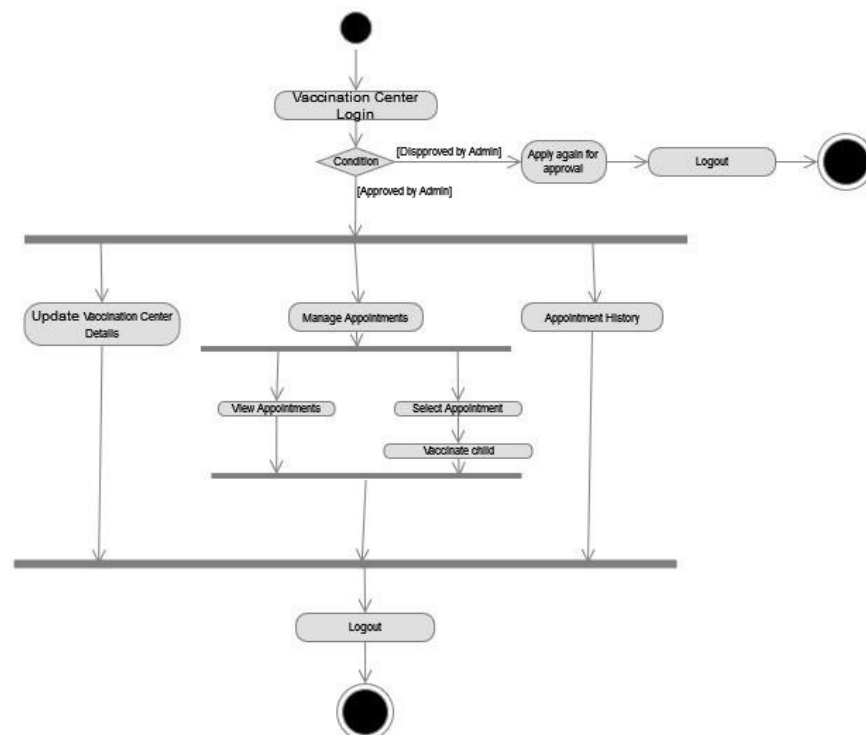 Vaccination Center
Login
Condition
[Dispproved by Admin]
Apply again for
approval
Logout
[Approved by Admin]
Update Vaccination Center
Details
Manage Appointments
Appointment History
View Appointments
Select Appointment
Vaccinate child
Logout